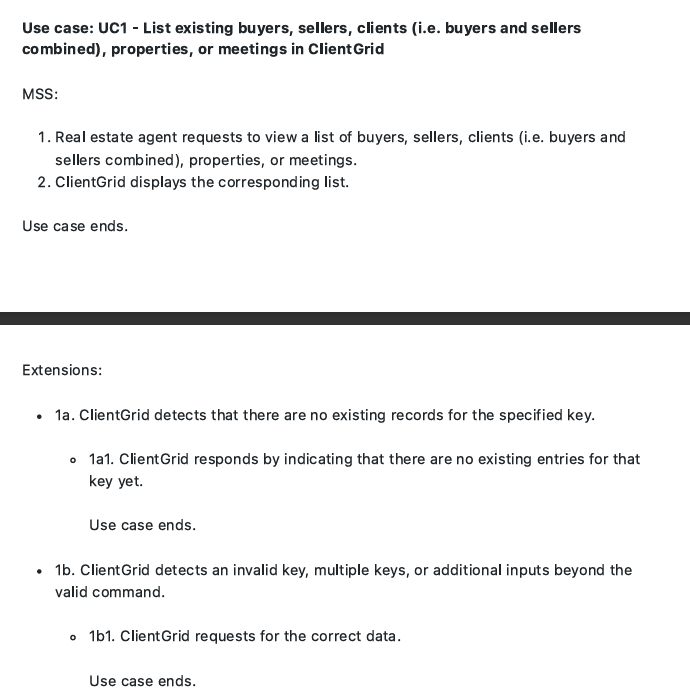 Use case: UC1 - List existing buyers, sellers, clients (i.e. buyers and sellers
combined), properties, or meetings in ClientGrid
MSS:
1. Real estate agent requests to view a list of buyers, sellers, clients (i.e. buyers and
sellers combined), properties, or meetings.
2. ClientGrid displays the corresponding list.
Use case ends.
Extensions:
• 1a. ClientGrid detects that there are no existing records for the specified key.
◦ 1a1. ClientGrid responds by indicating that there are no existing entries for that
key yet.
Use case ends.
• 1b. ClientGrid detects an invalid key, multiple keys, or additional inputs beyond the
valid command.
◦ 1b1. ClientGrid requests for the correct data.
Use case ends.